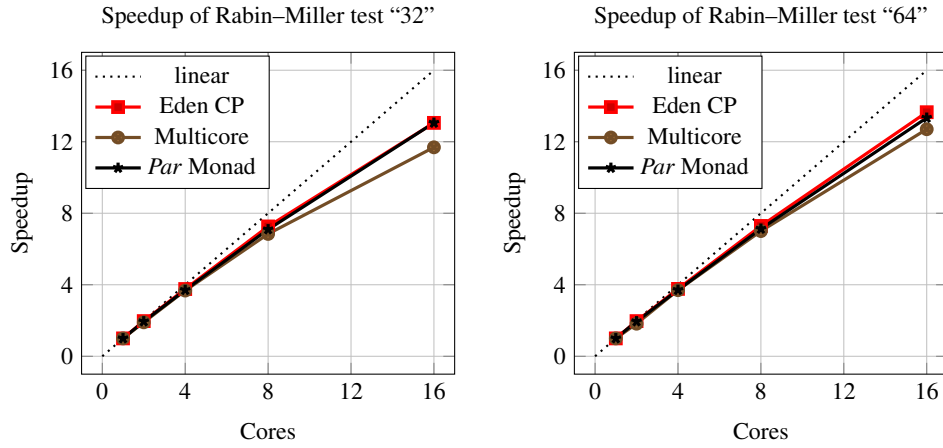 Speedup of Rabin–Miller test “32”
16
12
8
4
0
Speedup
linear
Eden CP
Multicore
Par Monad
0 4 8 12 16
Cores
Speedup of Rabin–Miller test “64”
16
12
8
4
0
Speedup
linear
Eden CP
Multicore
Par Monad
0 4 8 12 16
Cores